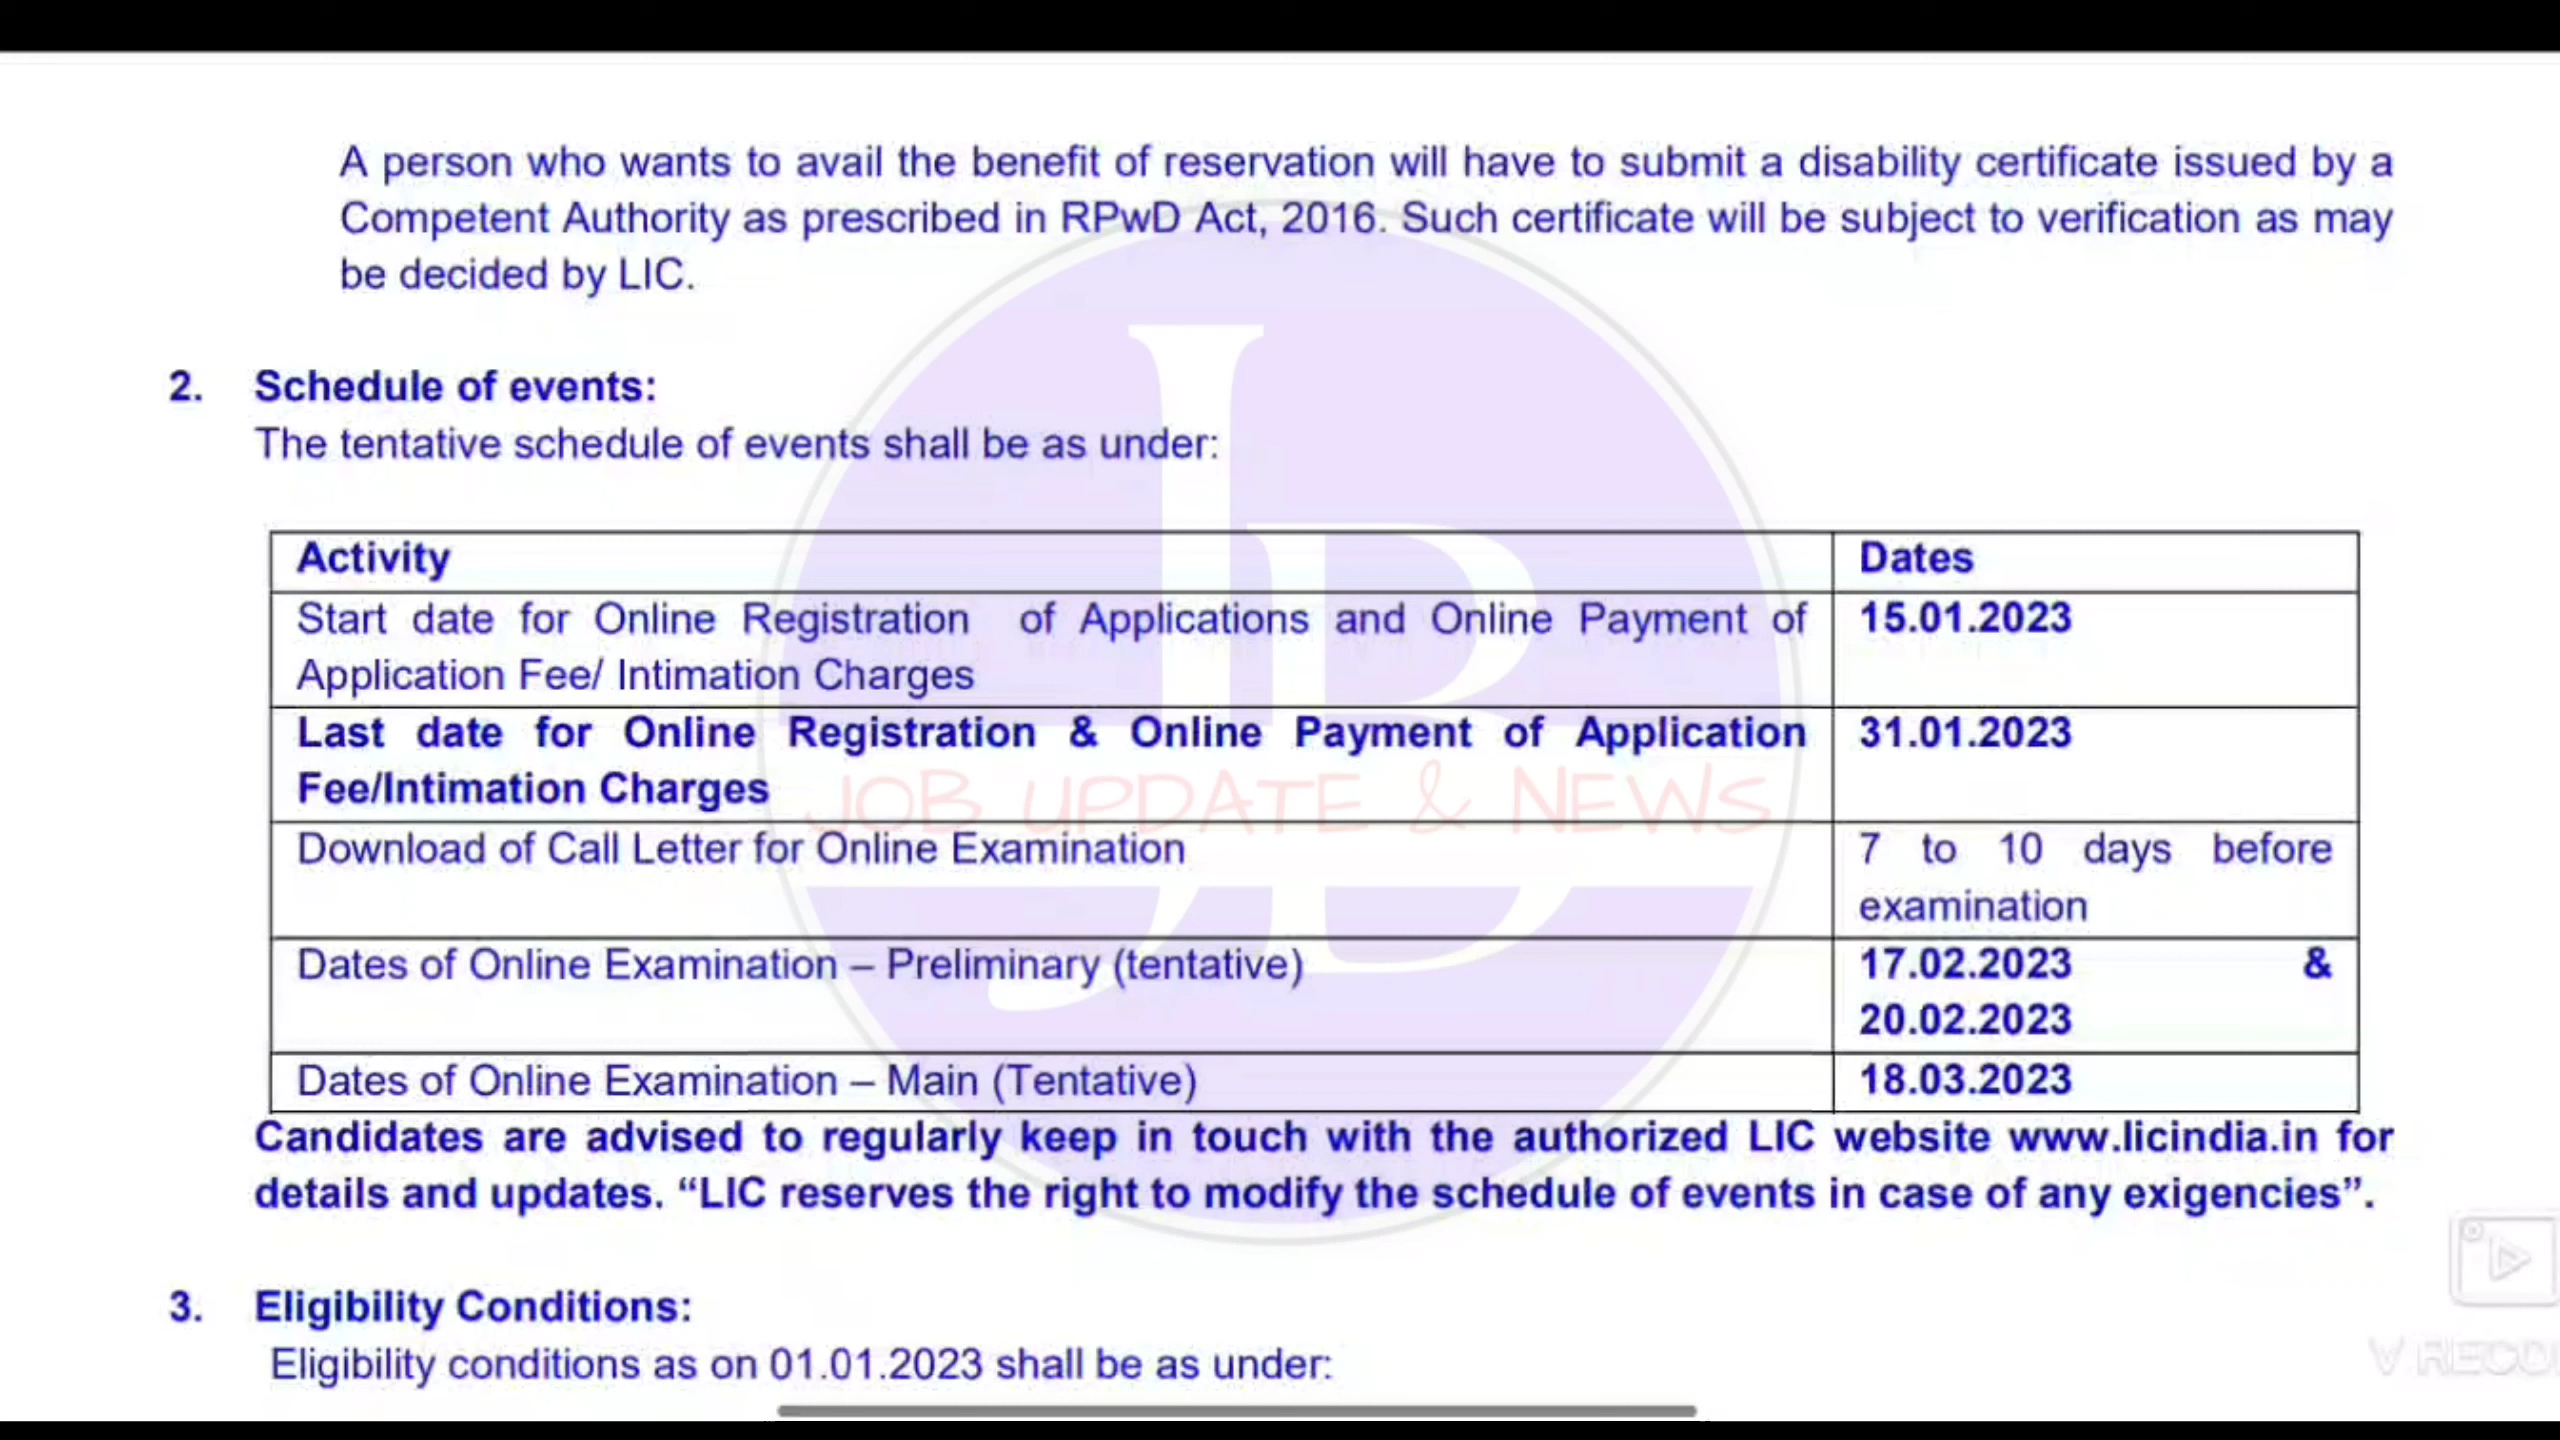 A person who wants to avail the benefit of reservation will have to submit a disability certificate issued by a
Competent Authority as prescribed in RPwD Act, 2016. Such certificate will be subject to verification as may
be decided by LIC.
2. Schedule of events:
The tentative schedule of events shall be as under:
Activity Dates
Start date for Online Registration of Applications and Online Payment of 15.01.2023
Application Fee/ Intimation Charges
Last date for Online Registration & Online Payment of Application 31.01.2023
Fee/Intimation Charges
JOB UPDATE & NEWS
Download of Call Letter for Online Examination 7 to 10 days before
examination
Dates of Online Examination – Preliminary (tentative) 17.02.2023 &
20.02.2023
Dates of Online Examination – Main (Tentative) 18.03.2023
Candidates are advised to regularly keep in touch with the authorized LIC website www.licindia.in for
details and updates. “LIC reserves the right to modify the schedule of events in case of any exigencies”.
3. Eligibility Conditions:
Eligibility conditions as on 01.01.2023 shall be as under: